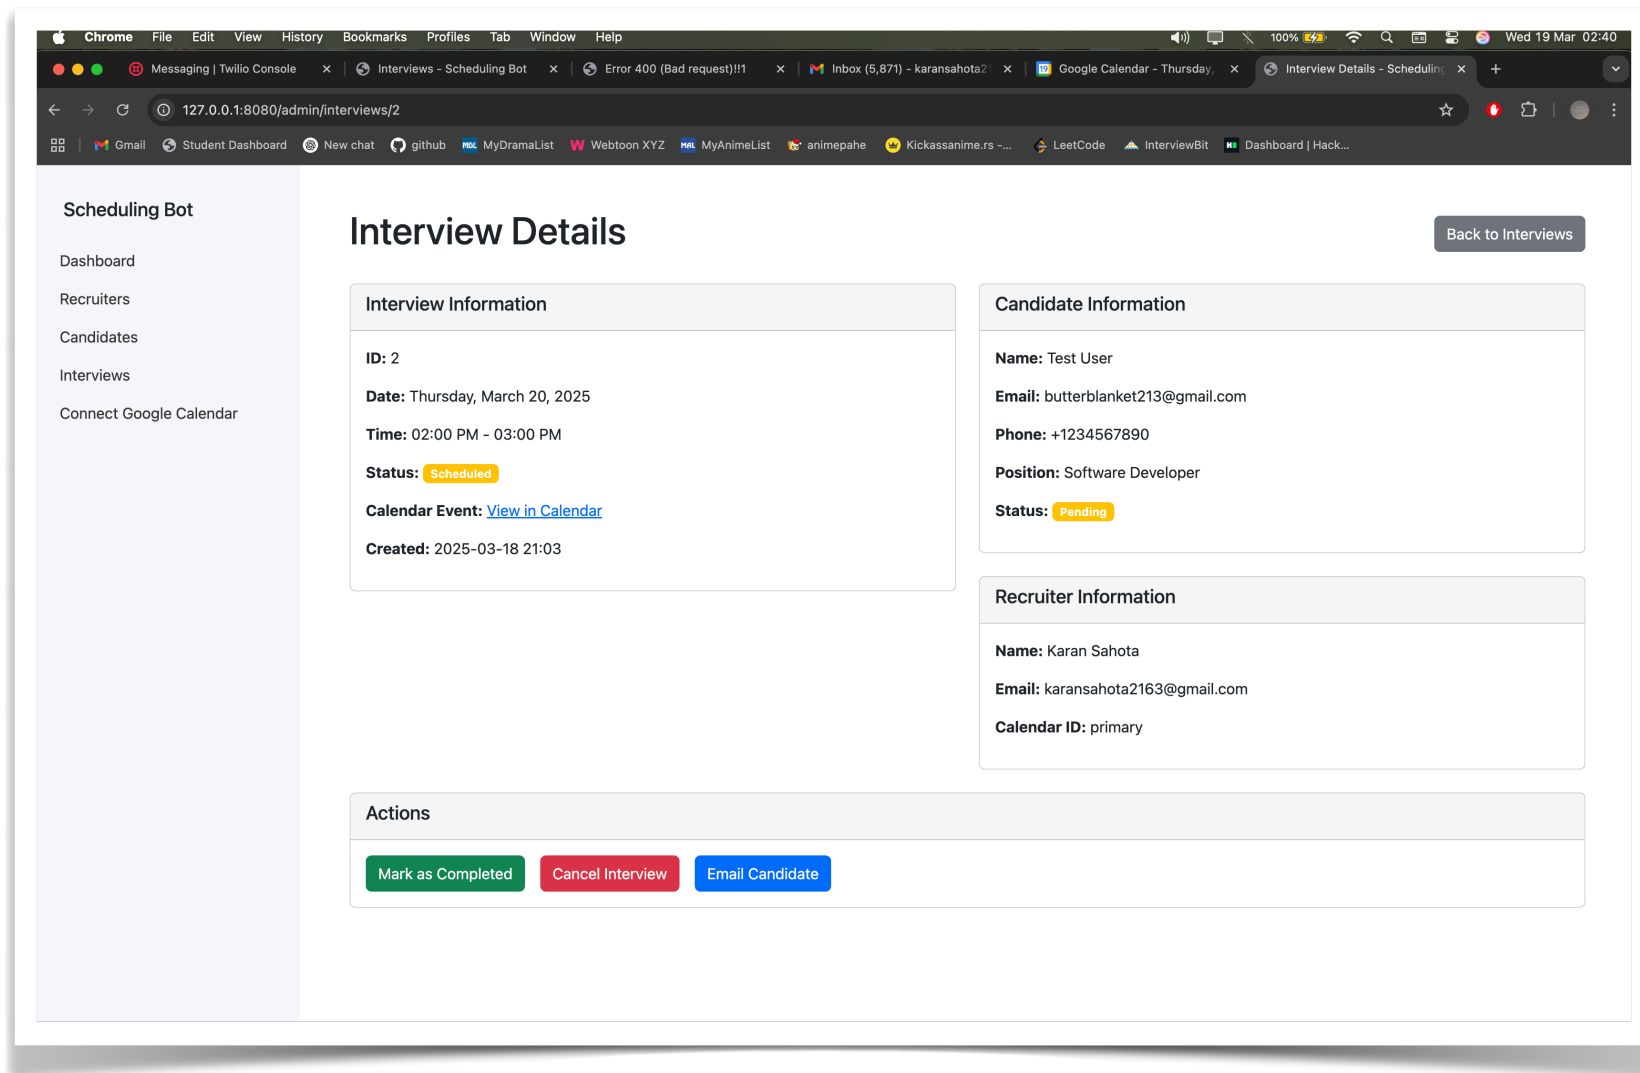 Chrome File Edit View History Bookmarks Profiles Tab Window Help 100% Wed 19 Mar 02:40
Messaging | Twilio Console Interviews - Scheduling Bot Error 400 (Bad request)!!1 Inbox (5,871) - karansahota21 Google Calendar - Thursday, Interview Details - Scheduling
127.0.0.1:8080/admin/interviews/2
Gmail Student Dashboard New chat github MyDramaList Webtoon XYZ MyAnimeList animepahe Kickassanime.rs -... LeetCode InterviewBit Dashboard | Hack...
Scheduling Bot
Dashboard
Recruiters
Candidates
Interviews
Connect Google Calendar
Interview Details
Back to Interviews
Interview Information
ID: 2
Date: Thursday, March 20, 2025
Time: 02:00 PM - 03:00 PM
Status: Scheduled
Calendar Event: View in Calendar
Created: 2025-03-18 21:03
Candidate Information
Name: Test User
Email: butterblanket213@gmail.com
Phone: +1234567890
Position: Software Developer
Status: Pending
Recruiter Information
Name: Karan Sahota
Email: karansahota2163@gmail.com
Calendar ID: primary
Actions
Mark as Completed Cancel Interview Email Candidate